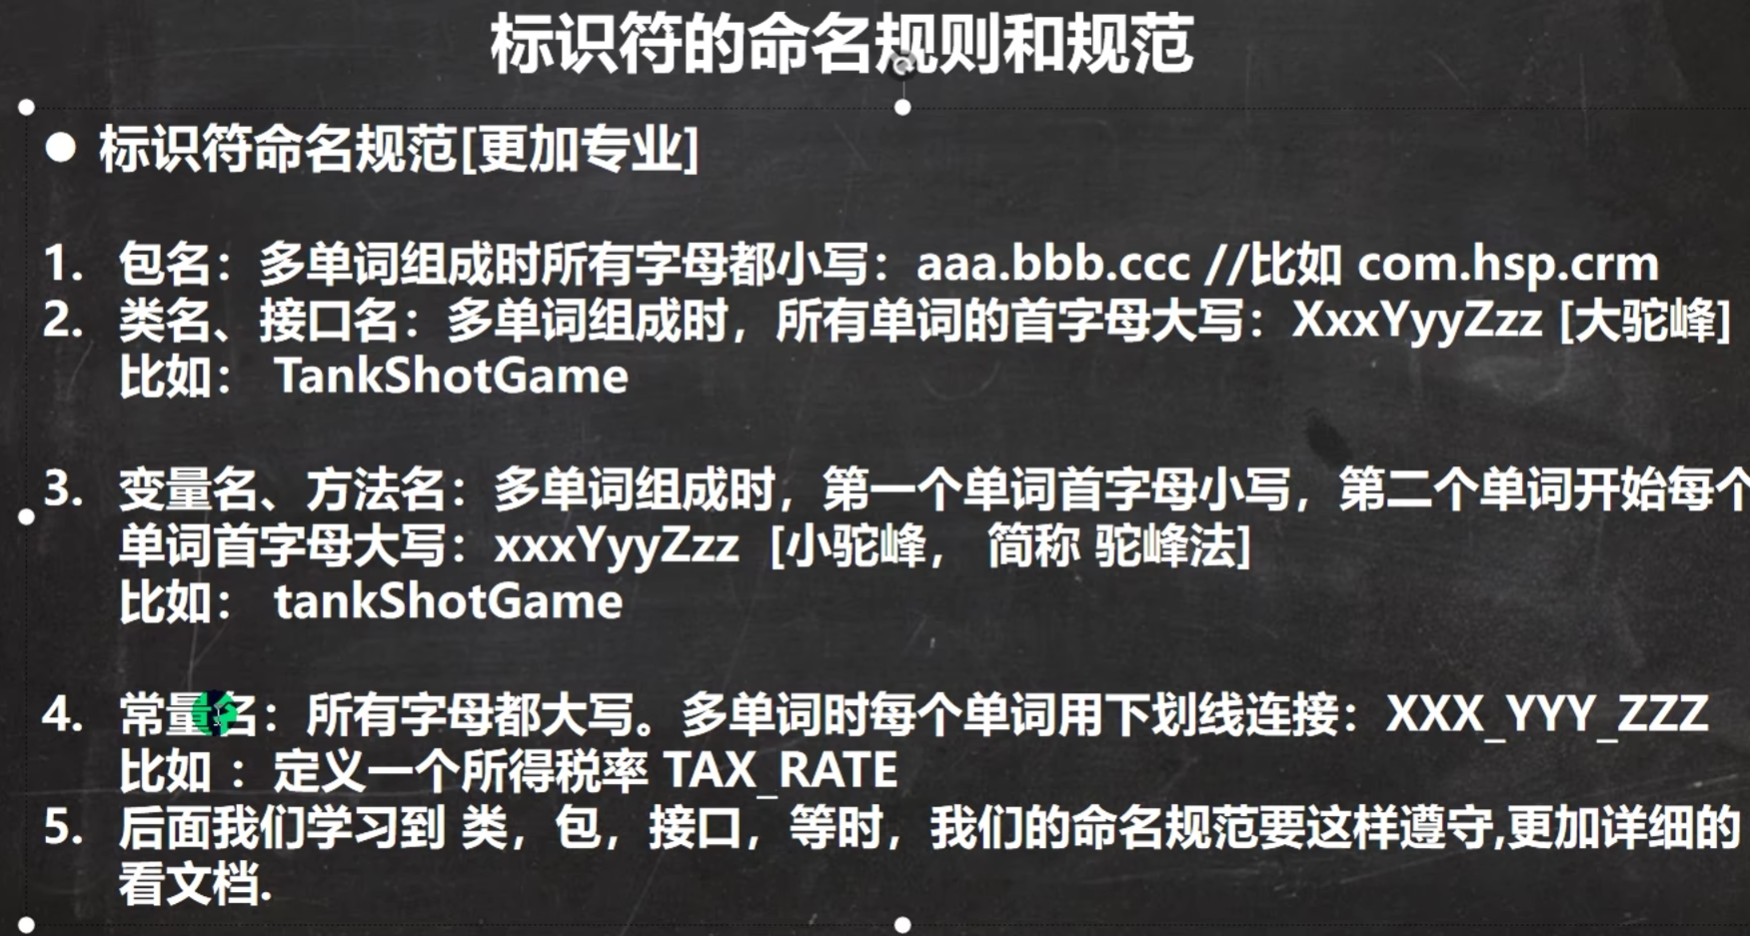 标识符的命名规则和规范
● 标识符命名规范[更加专业]
1. 包名：多单词组成时所有字母都小写：aaa.bbb.ccc //比如 com.hsp.crm
2. 类名、接口名：多单词组成时，所有单词的首字母大写：XxxYyyZzz [大驼峰]
比如： TankShotGame
3. 变量名、方法名：多单词组成时，第一个单词首字母小写，第二个单词开始每个
单词首字母大写：xxxYyyZzz [小驼峰， 简称 驼峰法]
比如： tankShotGame
4. 常量名：所有字母都大写。多单词时每个单词用下划线连接：XXX_YYY_ZZZ
比如 ：定义一个所得税率 TAX_RATE
5. 后面我们学习到 类，包，接口，等时，我们的命名规范要这样遵守,更加详细的
看文档.